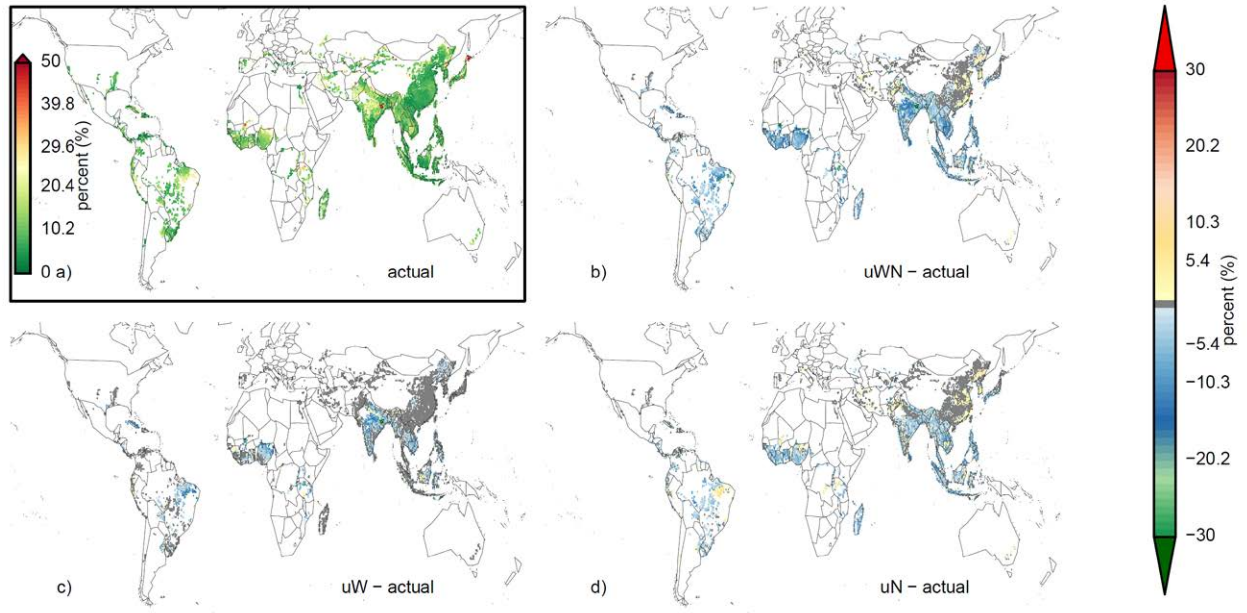 50
39.8
29.6
20.4
10.2
0
percent (%)
a)
actual
b)
uWN − actual
30
20.2
10.3
5.4
−5.4
−10.3
−20.2
−30
percent (%)
c)
uW − actual
d)
uN − actual